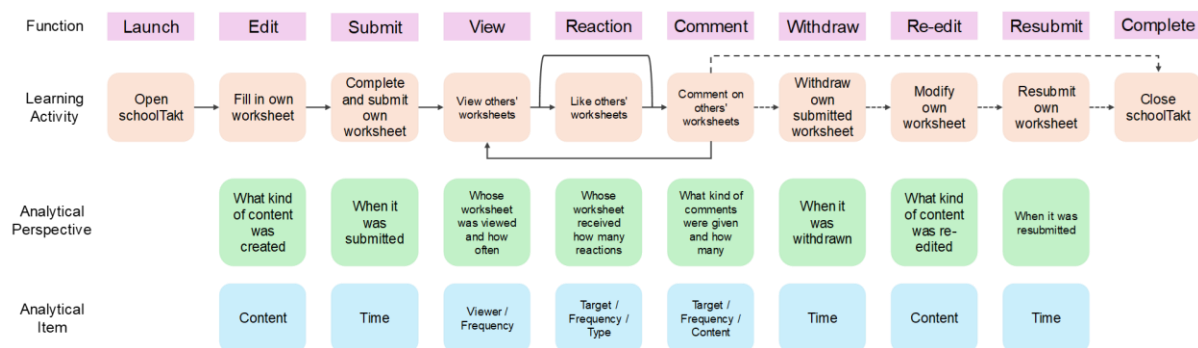 Function
Launch
Edit
Submit
View
Reaction
Comment
Withdraw
Re-edit
Resubmit
Complete
Learning
Activity
Open
schoolTakt
Fill in own
worksheet
Complete
and submit
own
worksheet
View others'
worksheets
Like others'
worksheets
Comment on
others'
worksheets
Withdraw
own
submitted
worksheet
Modify
own
worksheet
Resubmit
own
worksheet
Close
schoolTakt
Analytical
Perspective
What kind
of content
was
created
When it
was
submitted
Whose
worksheet
was viewed
and how
often
Whose
worksheet
received
how many
reactions
What kind of
comments
were given
and how
many
When it
was
withdrawn
What kind
of content
was re-
edited
When it was
resubmitted
Analytical
Item
Content
Time
Viewer /
Frequency
Target /
Frequency /
Type
Target /
Frequency /
Content
Time
Content
Time